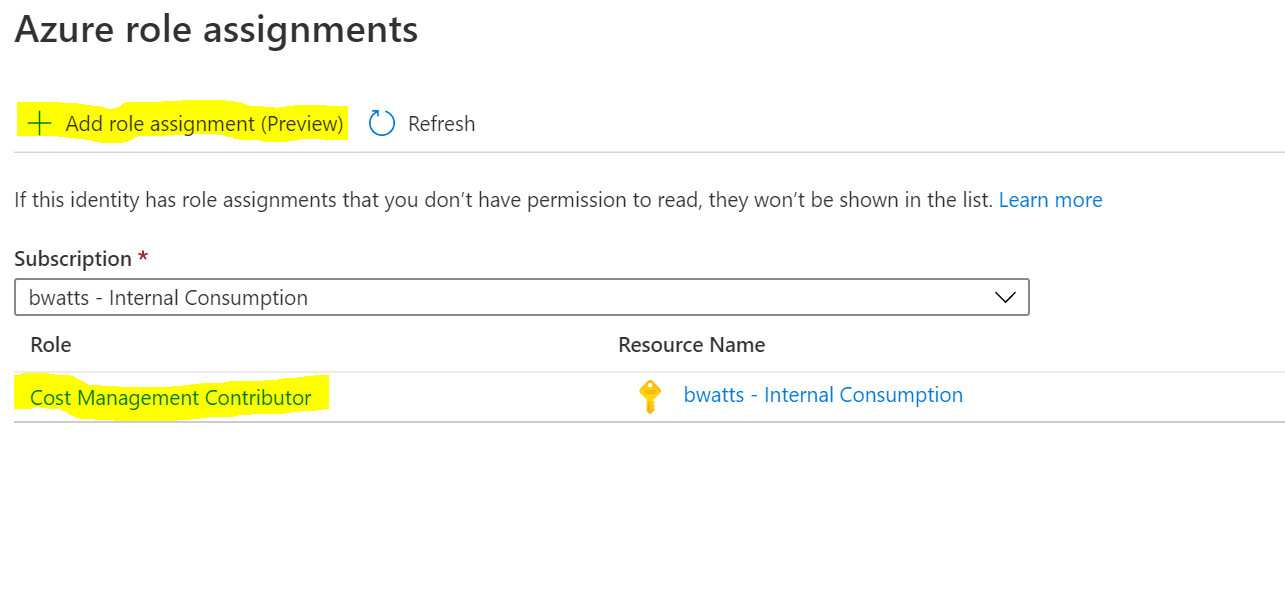 Azure role assignments
Add role assignment (Preview) Refresh
If this identity has role assignments that you don’t have permission to read, they won’t be shown in the list. Learn more
Subscription *
bwatts - Internal Consumption
Role Resource Name
Cost Management Contributor bwatts - Internal Consumption